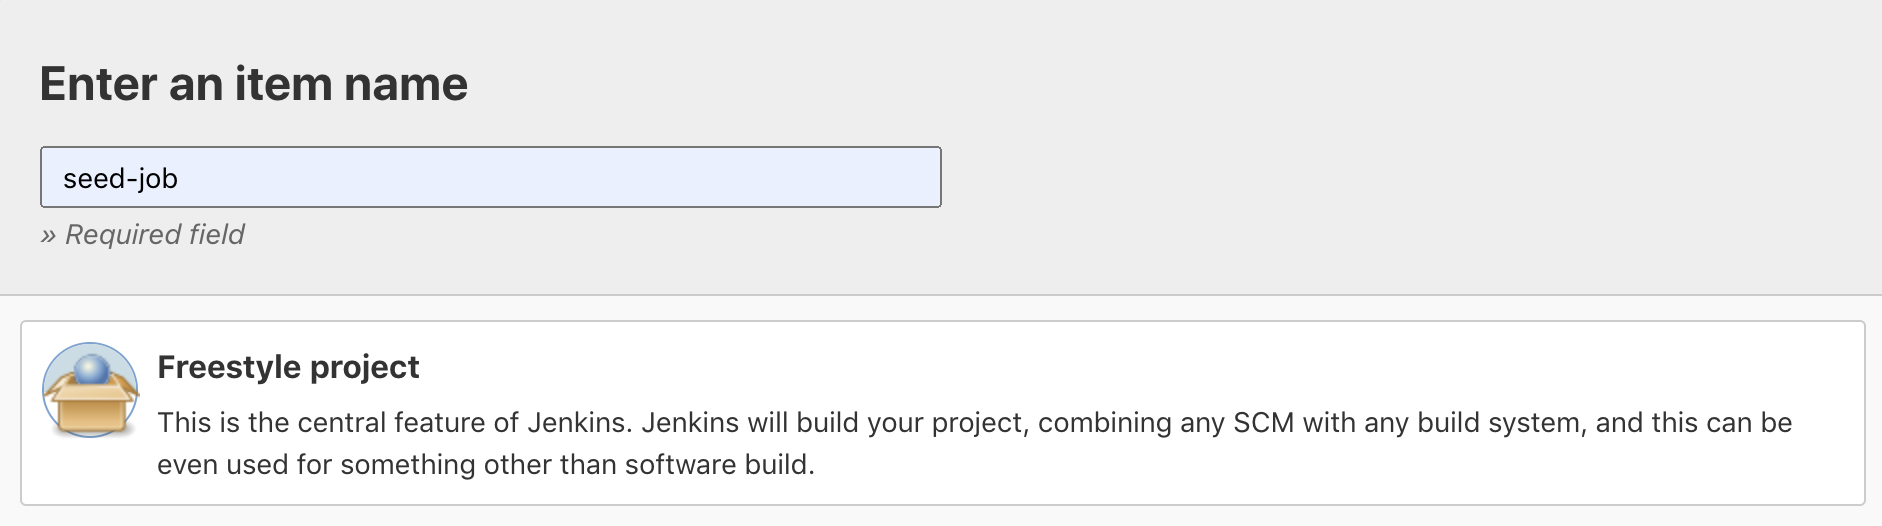 Enter an item name
seed-job
» Required field
Freestyle project
This is the central feature of Jenkins. Jenkins will build your project, combining any SCM with any build system, and this can be
even used for something other than software build.